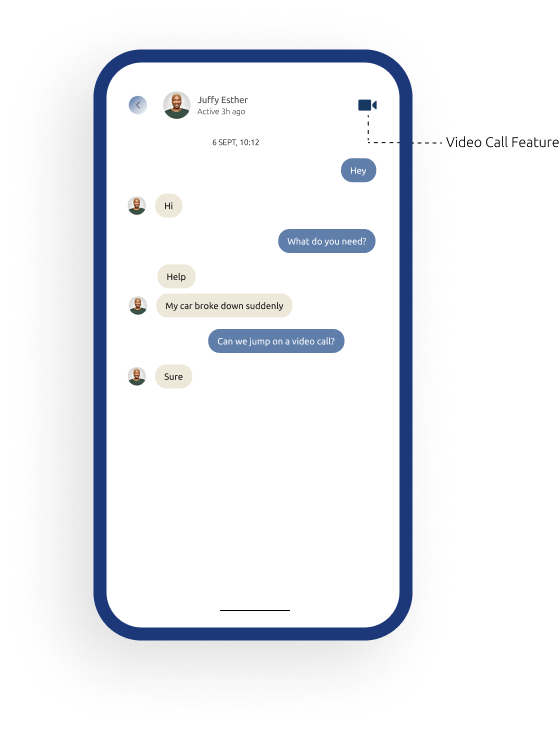 Juffy Esther
Active 3h ago
6 SEPT, 10:12
Video Call Feature
Hey
Hi
What do you need?
Help
My car broke down suddenly
Can we jump on a video call?
Sure